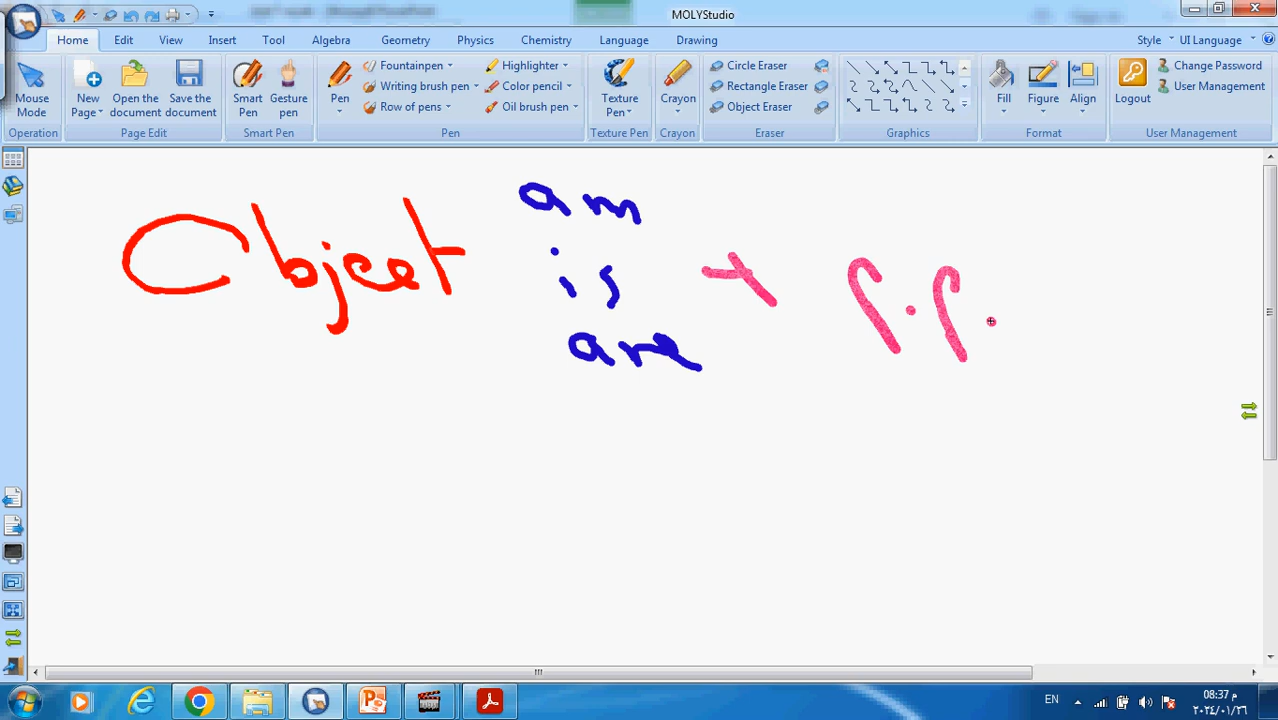 MOLYStudio
Home Edit View Insert Tool Algebra Geometry Physics Chemistry Language Drawing Style UI Language
Mouse Mode
New Page
Open the document
Save the document
Smart Pen
Gesture pen
Pen
Fountainpen
Writing brush pen
Row of pens
Highlighter
Color pencil
Oil brush pen
Texture Pen
Crayon
Circle Eraser
Rectangle Eraser
Object Eraser
Fill
Figure
Align
Logout
Change Password
User Management
Operation Page Edit Smart Pen Pen Texture Pen Crayon Eraser Graphics Format User Management
Object
am
is
are
+ P.P.
EN
08:37 م
٢٠٢٤/٠١/٢٦